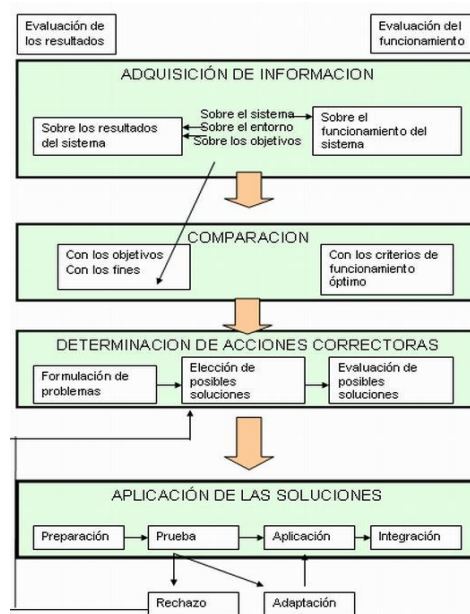 Evaluación de
los resultados
Evaluación del
funcionamiento
ADQUISICIÓN DE INFORMACION
Sobre los resultados
del sistema
Sobre el sistema
Sobre el entorno
Sobre los objetivos
Sobre el
funcionamiento del
sistema
COMPARACION
Con los objetivos
Con los fines
Con los criterios de
funcionamiento
óptimo
DETERMINACION DE ACCIONES CORRECTORAS
Formulación de
problemas
Elección de
posibles
soluciones
Evaluación de
posibles
soluciones
APLICACIÓN DE LAS SOLUCIONES
Preparación
Prueba
Aplicación
Integración
Rechazo
Adaptación